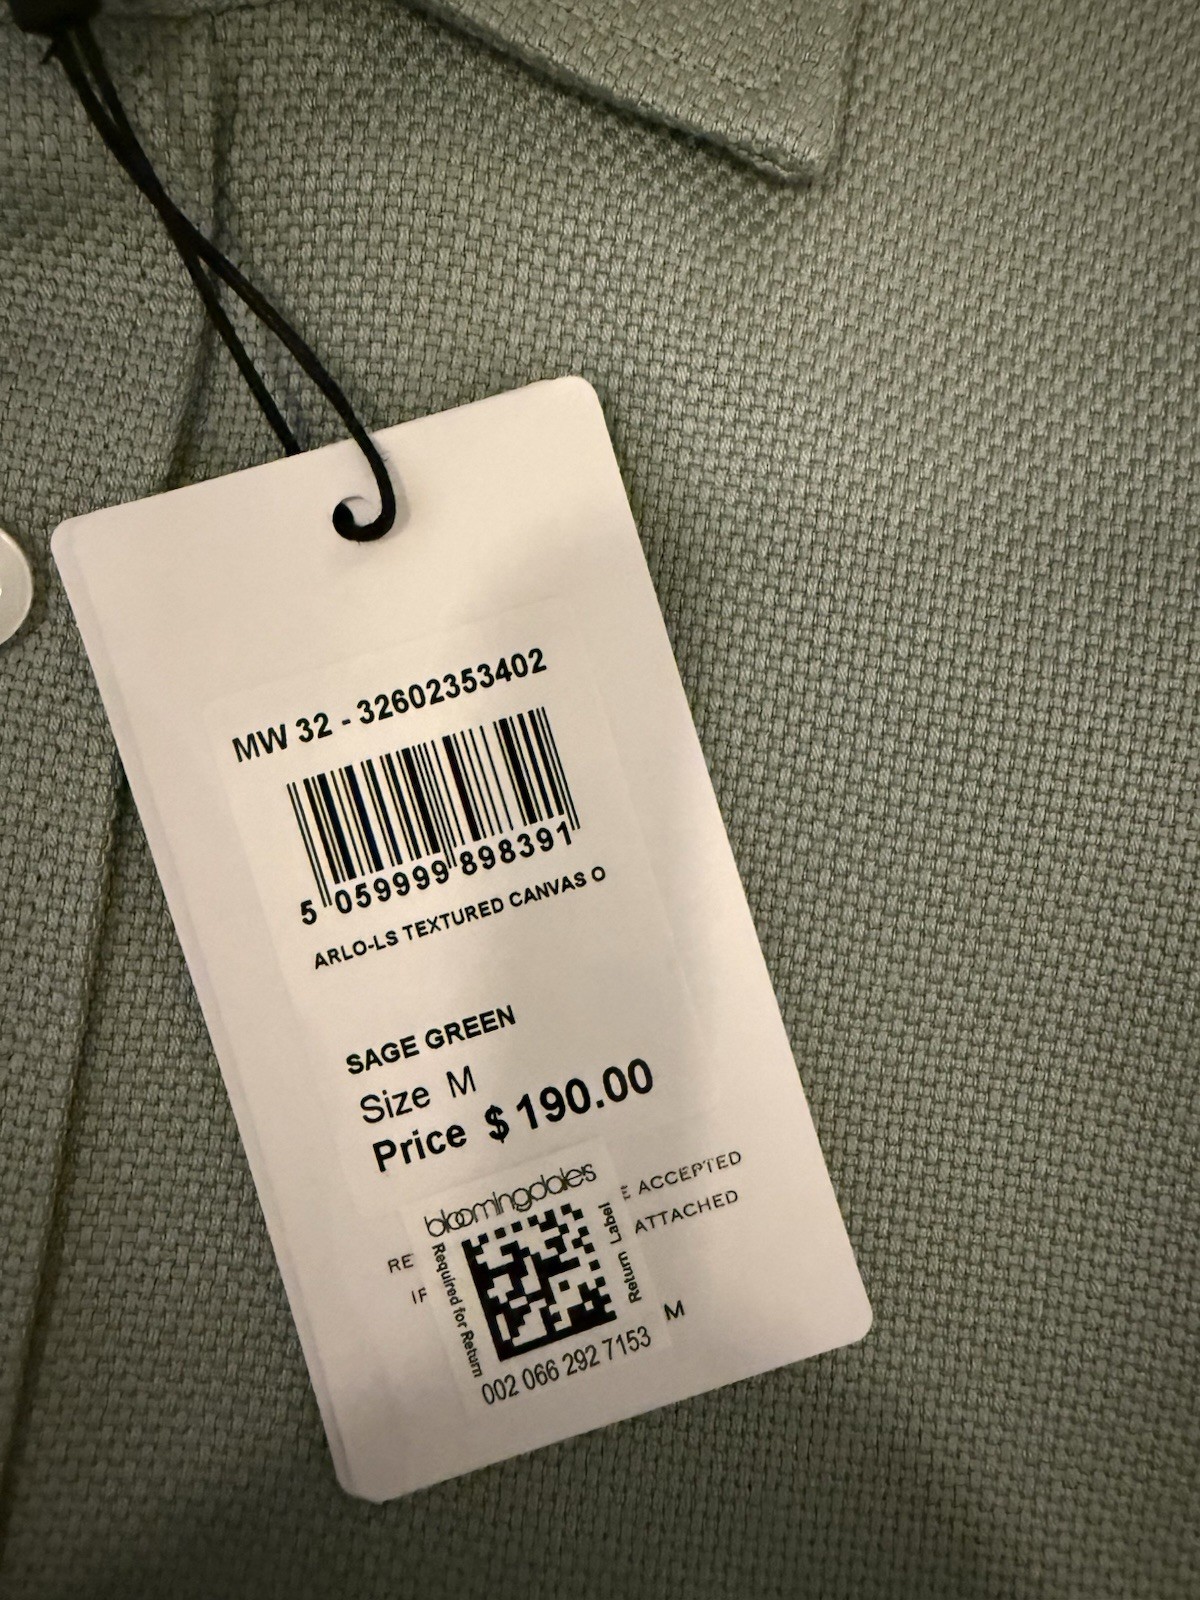 MW 32 - 32602353402
5 059999 898391
ARLO-LS TEXTURED CANVAS O
SAGE GREEN
Size M
Price $ 190.00
bloomingdale's
Required for Return
Return Label
RE
E ACCEPTED
IF
ATTACHED
M
002 066 292 7153